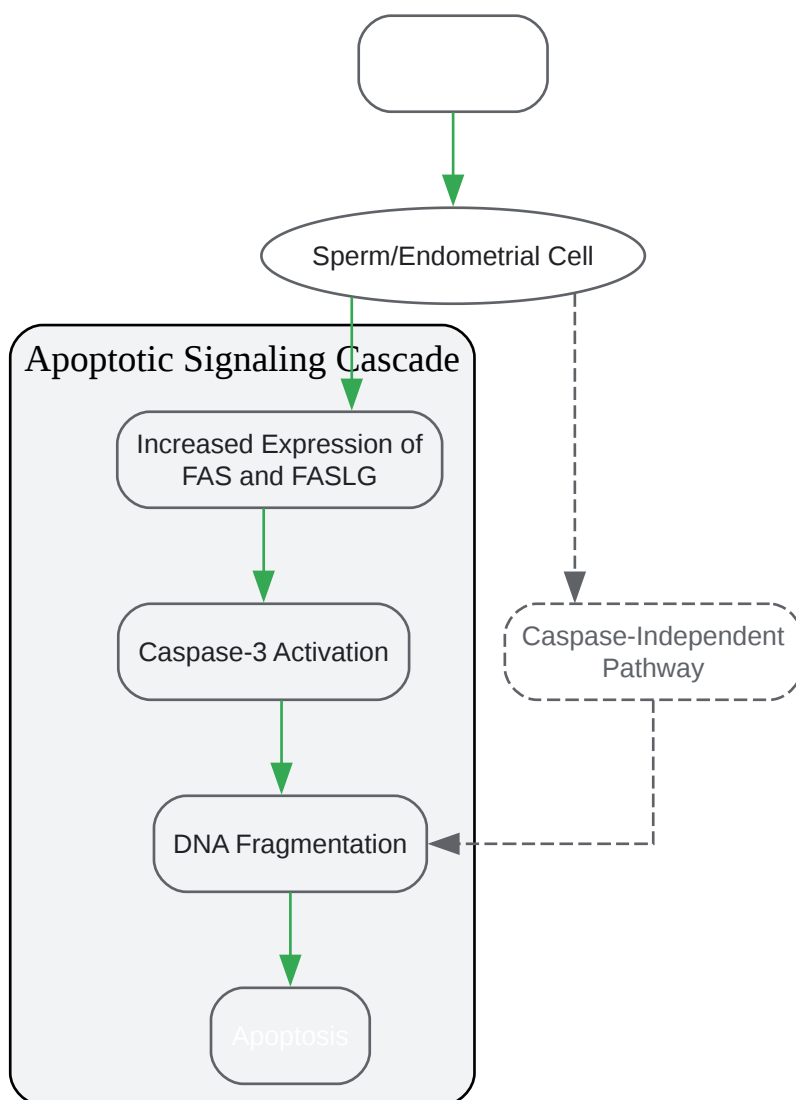 Sperm/Endometrial Cell
Apoptotic Signaling Cascade
Increased Expression of
FAS and FASLG
Caspase-3 Activation
Caspase-Independent
Pathway
DNA Fragmentation
Apoptosis